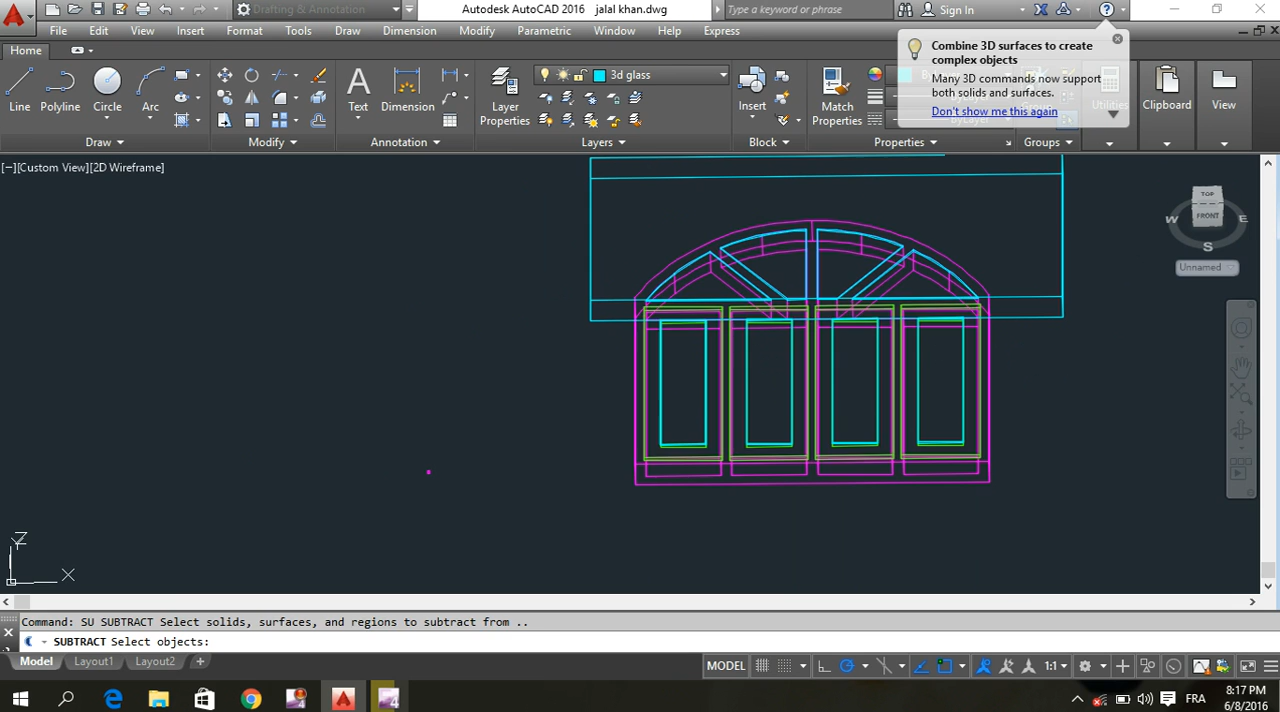 Drafting & Annotation
Autodesk AutoCAD 2016 jalal khan.dwg
Type a keyword or phrase
Sign In
File Edit View Insert Format Tools Draw Dimension Modify Parametric Window Help Express
Home
Combine 3D surfaces to create
complex objects
Many 3D commands now support
both solids and surfaces.
Don't show me this again
3d glass
Line Polyline Circle Arc
Text Dimension
Layer
Properties
Insert
Match
Properties
Utilities
Clipboard
View
Draw Modify Annotation Layers Block Properties Groups
[−][Custom View][2D Wireframe]
TOP
FRONT
W
E
S
Unnamed
Z
X
Command: SU SUBTRACT Select solids, surfaces, and regions to subtract from ..
SUBTRACT Select objects:
Model Layout1 Layout2 +
MODEL
1:1
FRA
8:17 PM
6/8/2016